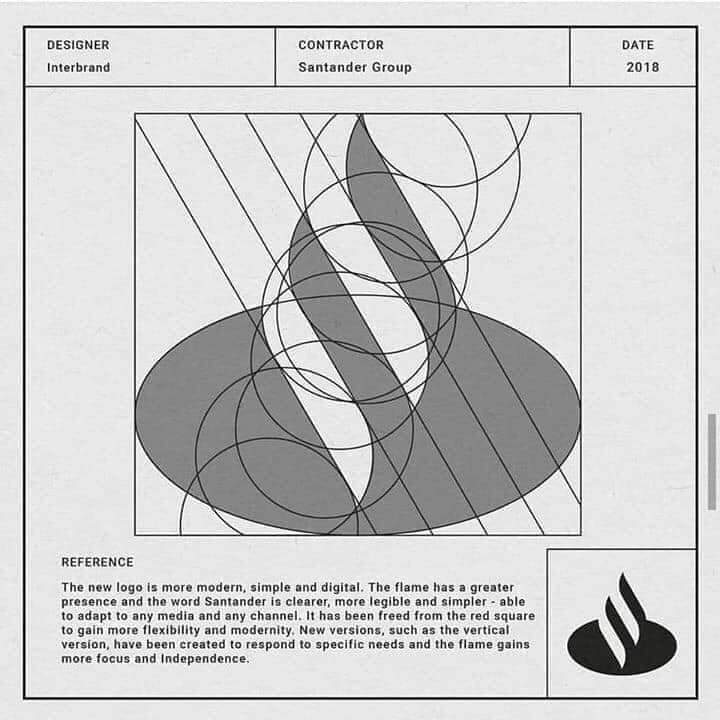 DESIGNER
Interbrand
CONTRACTOR
Santander Group
DATE
2018
REFERENCE
The new logo is more modern, simple and digital. The flame has a greater
presence and the word Santander is clearer, more legible and simpler - able
to adapt to any media and any channel. It has been freed from the red square
to gain more flexibility and modernity. New versions, such as the vertical
version, have been created to respond to specific needs and the flame gains
more focus and Independence.